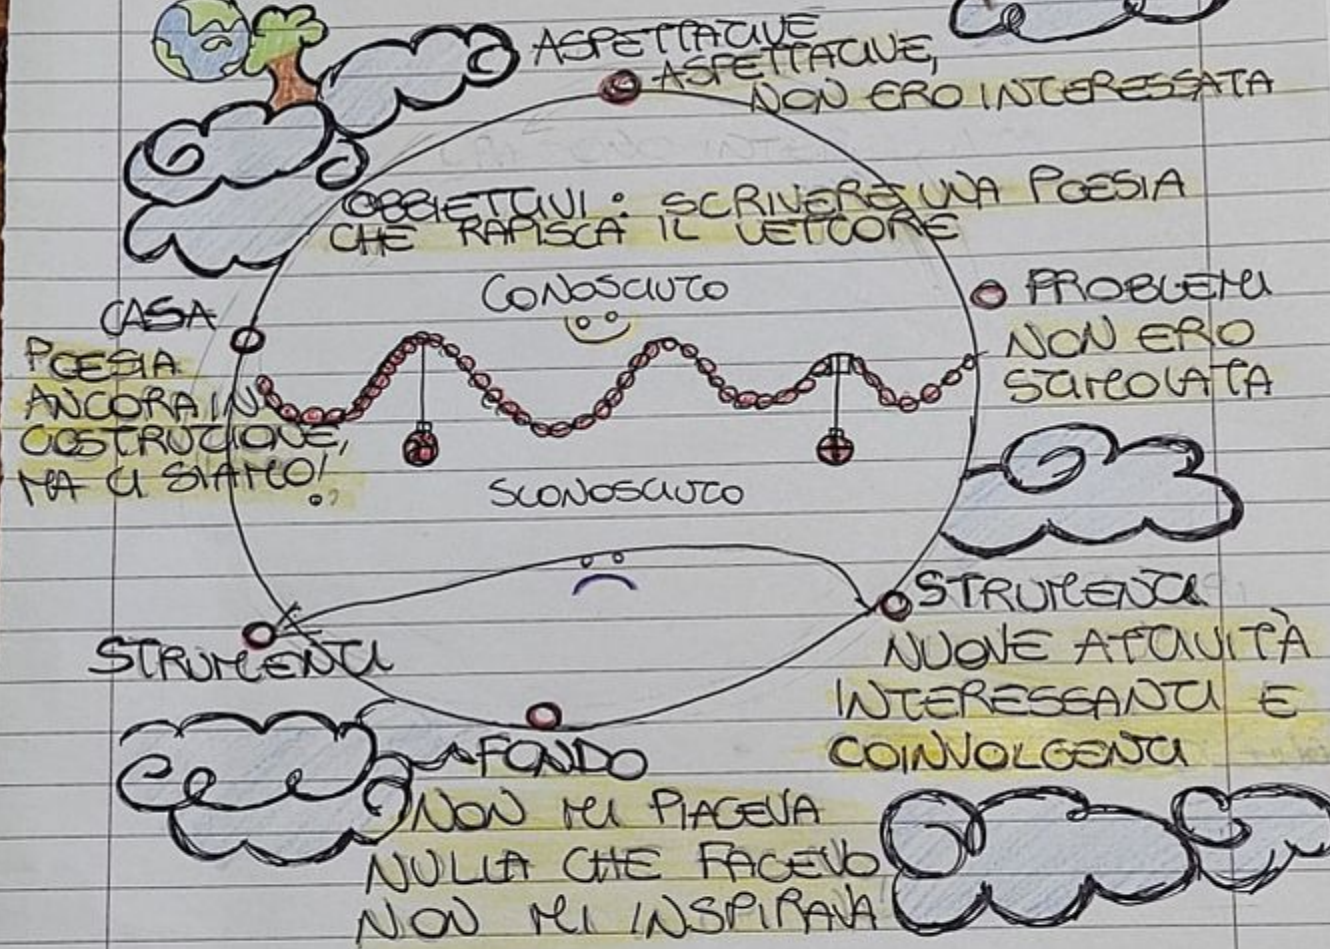 ASPETTATIVE
ASPETTATIVE,
NON ERO INTERESSATA
OBBIETTIVI: SCRIVERE UNA POESIA
CHE RAPISCA IL LETTORE
CONOSCIUTO
CASA
POESIA
ANCORA IN
COSTRUZIONE,
MA CI SIAMO!
PROBLEMI
NON ERO
STIMOLATA
SCONOSCIUTO
STRUMENTI
NUOVE ATTIVITÀ
INTERESSANTI E
COINVOLGENTI
STRUMENTI
FONDO
NON MI PIACEVA
NULLA CHE FACEVO
NON MI INSPIRAVA